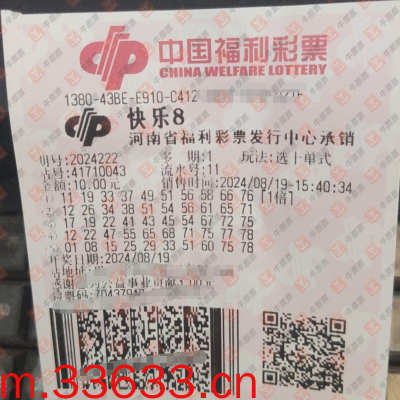 中国福利彩票
CHINA WELFARE LOTTERY
1380-43BE-E910-C412
快乐8
河南省福利彩票发行中心承销
期号:2024222 多期:1 玩法:选十单式
站号:41710043 流水号:11
金额:10.00元 销售时间:2024/08/19-15:40:34
11 19 33 37 49 51 56 58 66 76 [1倍]
12 26 34 38 51 54 56 61 65 71
17 19 22 41 43 45 54 67 72 75
12 22 47 55 65 68 71 75 77 78
01 08 15 25 29 33 51 60 75 78
开奖日期:2024/08/19
m.33633.cn